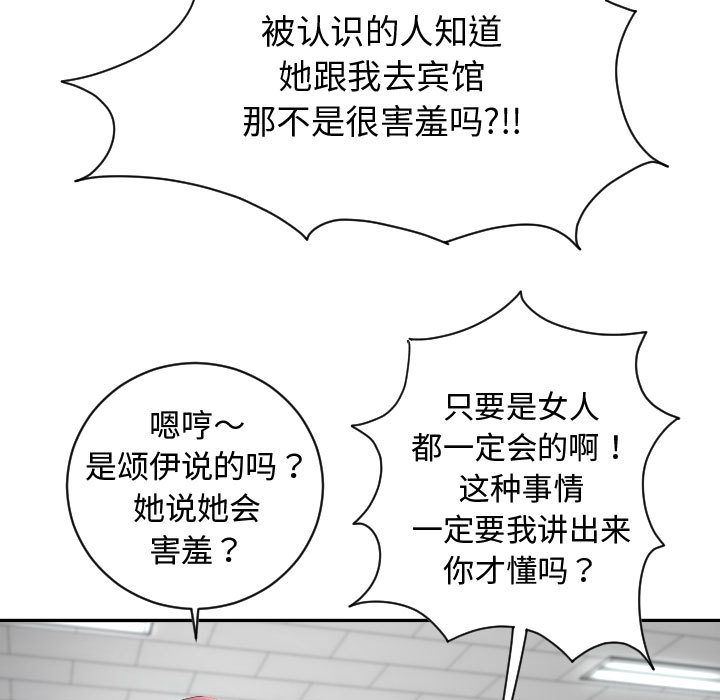 被认识的人知道
她跟我去宾馆
那不是很害羞吗?!!
嗯哼～
是颂伊说的吗？
她说她会
害羞？
只要是女人
都一定会的啊！
这种事情
一定要我讲出来
你才懂吗？